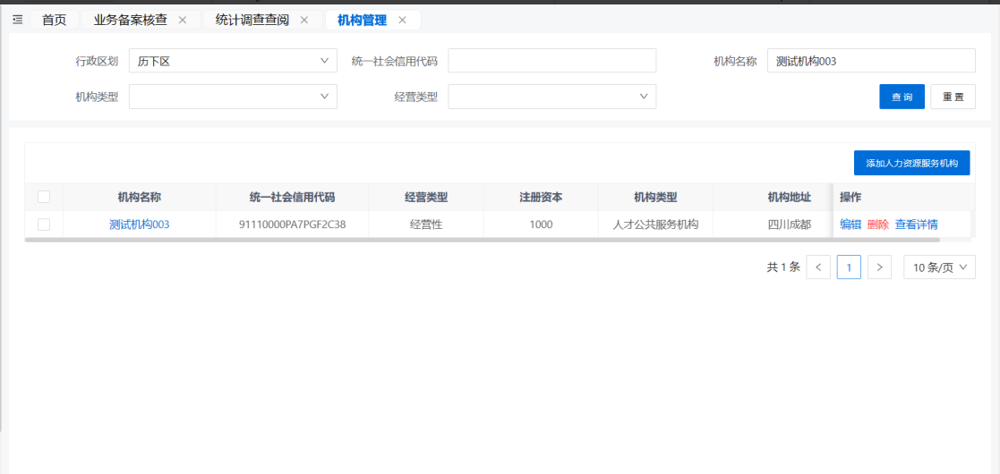 首页 业务备案核查 统计调查查阅 机构管理
行政区划 历下区 统一社会信用代码 机构名称 测试机构003
机构类型 经营类型 查询 重置
添加人力资源服务机构
机构名称 统一社会信用代码 经营类型 注册资本 机构类型 机构地址 操作
测试机构003 91110000PA7PGF2C38 经营性 1000 人才公共服务机构 四川成都 编辑 删除 查看详情
共 1 条 < 1 > 10 条/页